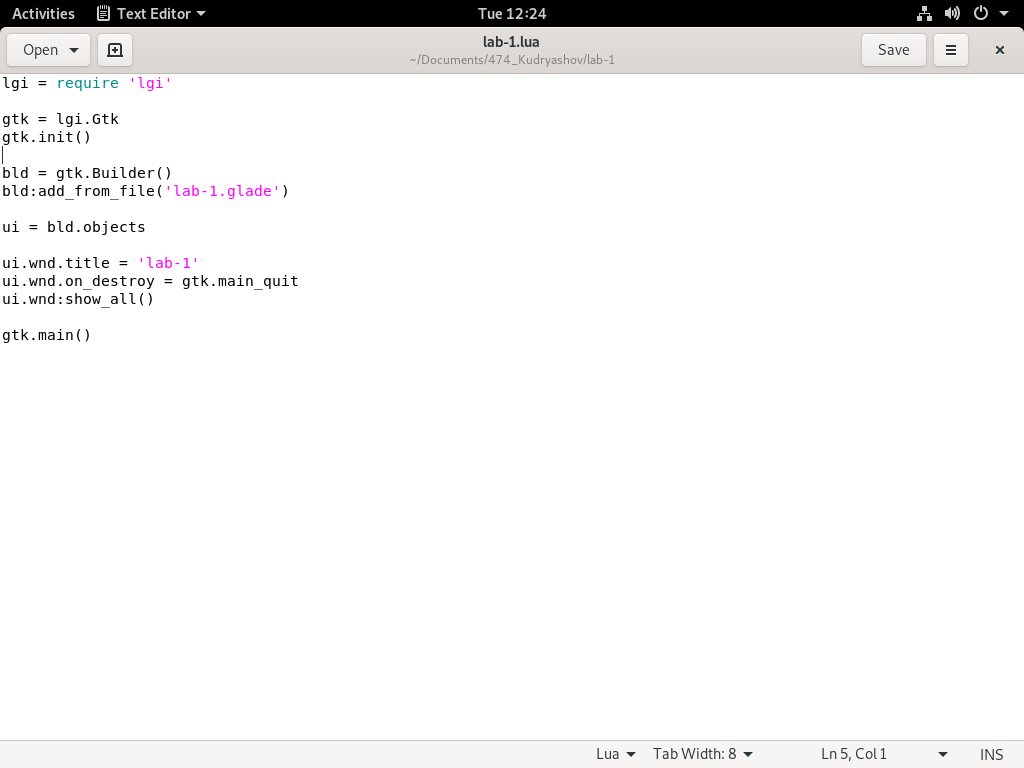 Activities Text Editor Tue 12:24
Open lab-1.lua Save
~/Documents/474_Kudryashov/lab-1
lgi = require 'lgi'
gtk = lgi.Gtk
gtk.init()
bld = gtk.Builder()
bld:add_from_file('lab-1.glade')
ui = bld.objects
ui.wnd.title = 'lab-1'
ui.wnd.on_destroy = gtk.main_quit
ui.wnd:show_all()
gtk.main()
Lua Tab Width: 8 Ln 5, Col 1 INS